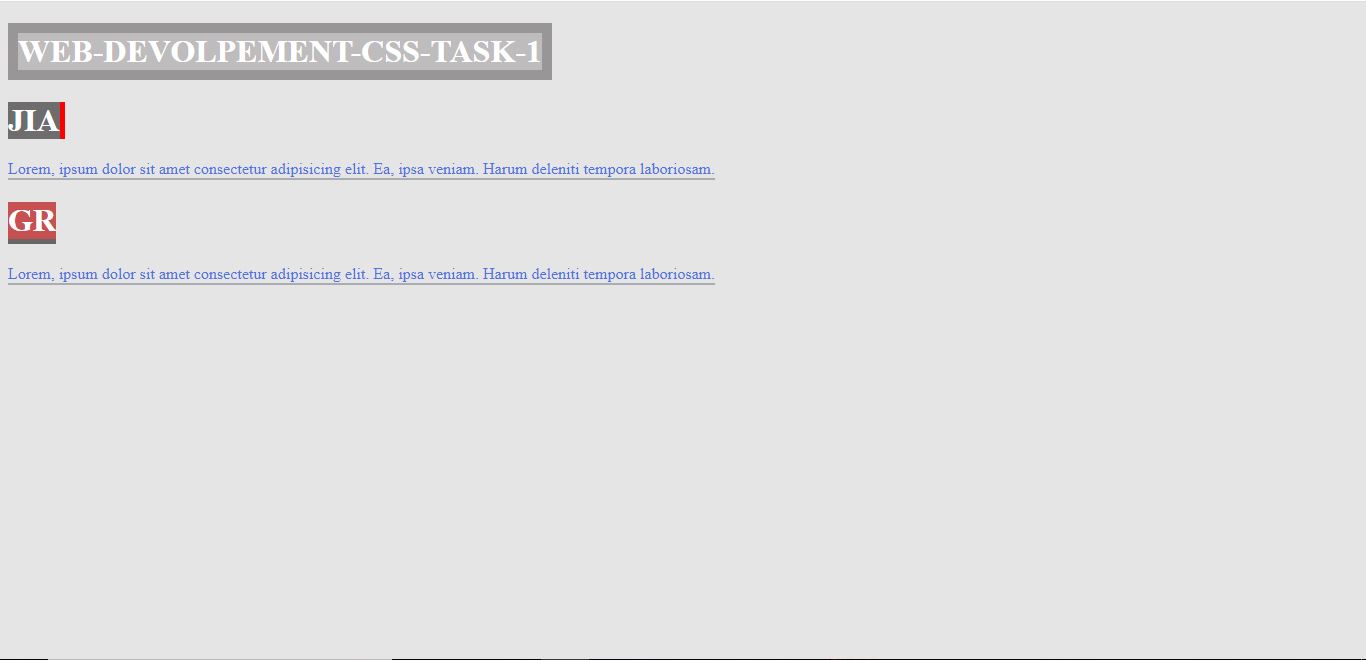 WEB-DEVOLPEMENT-CSS-TASK-1
JIA
Lorem, ipsum dolor sit amet consectetur adipisicing elit. Ea, ipsa veniam. Harum deleniti tempora laboriosam.
GR
Lorem, ipsum dolor sit amet consectetur adipisicing elit. Ea, ipsa veniam. Harum deleniti tempora laboriosam.